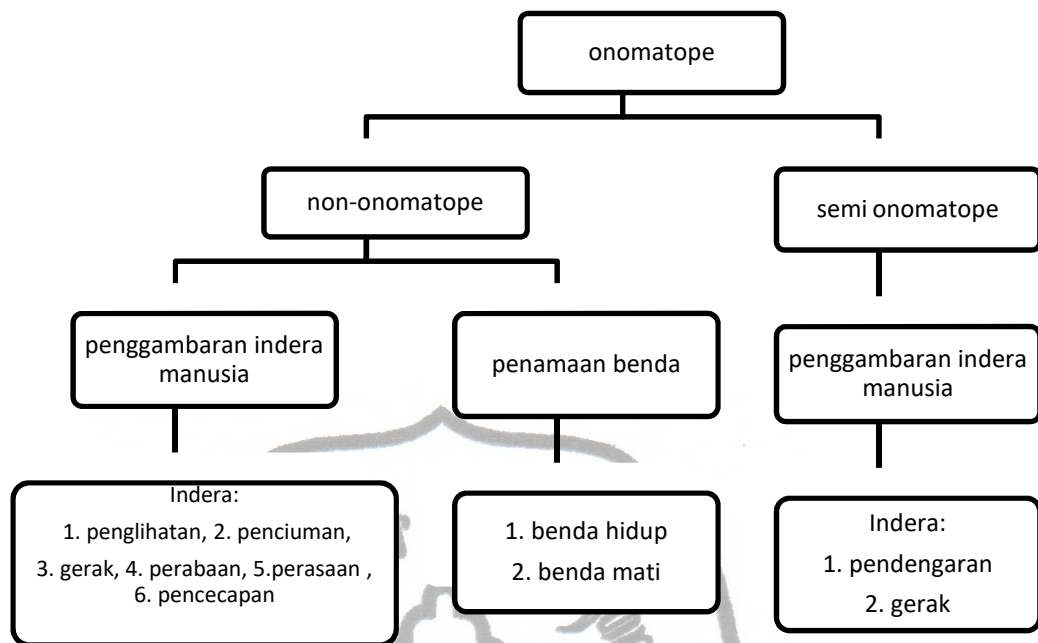 onomatope
non-onomatope
semi onomatope
penggambaran indera
manusia
penamaan benda
penggambaran indera
manusia
Indera:
1. penglihatan, 2. penciuman,
3. gerak, 4. perabaan, 5.perasaan ,
6. pencecapan
1. benda hidup
2. benda mati
Indera:
1. pendengaran
2. gerak